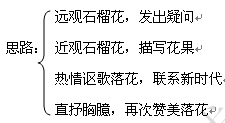 思路：
远观石榴花，发出疑问
近观石榴花，描写花果
热情讴歌落花，联系新时代
直抒胸臆，再次赞美落花